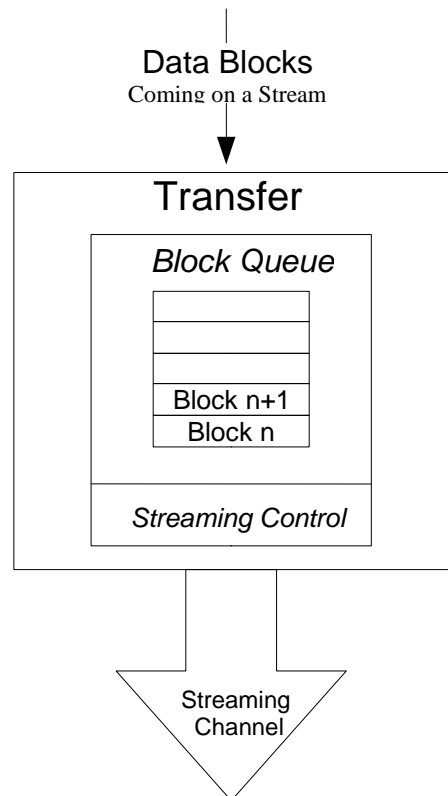 Data Blocks
Coming on a Stream
Transfer
Block Queue
Block n+1
Block n
Streaming Control
Streaming
Channel